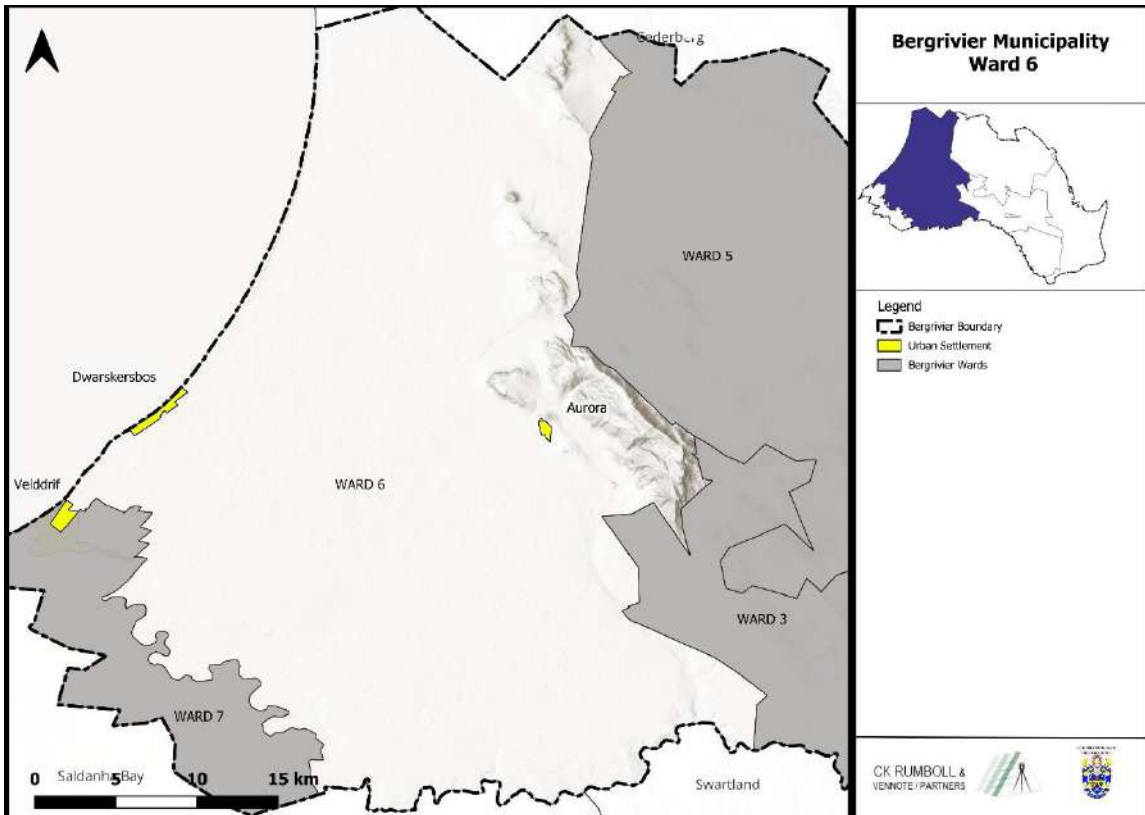 Bergrivier Municipality
Ward 6
Cederberg
WARD 5
Dwarskersbos
Aurora
Velddrif
WARD 6
WARD 3
WARD 7
Saldanha Bay
Swartland
0 5 10 15 km
Legend
Bergrivier Boundary
Urban Settlement
Bergrivier Wards
CK RUMBOLL &
VENNOTE / PARTNERS